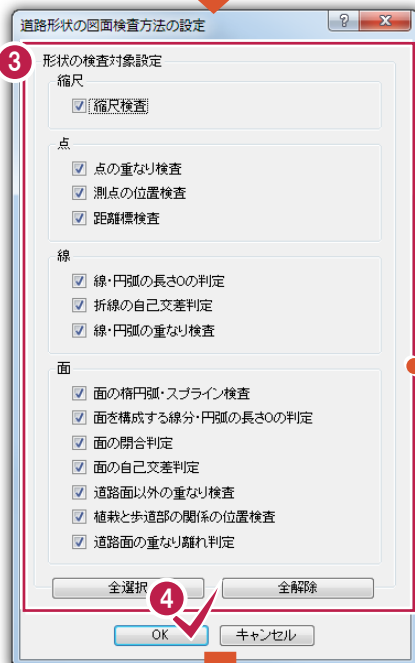 道路形状の図面検査方法の設定
? x
3
形状の検査対象設定
縮尺
縮尺検査
点
点の重なり検査
測点の位置検査
距離標検査
線
線・円弧の長さ0の判定
折線の自己交差判定
線・円弧の重なり検査
面
面の楕円弧・スプライン検査
面を構成する線分・円弧の長さ0の判定
面の閉合判定
面の自己交差判定
道路面以外の重なり検査
植栽と歩道部の関係の位置検査
道路面の重なり離れ判定
全選択 全解除
4
OK キャンセル